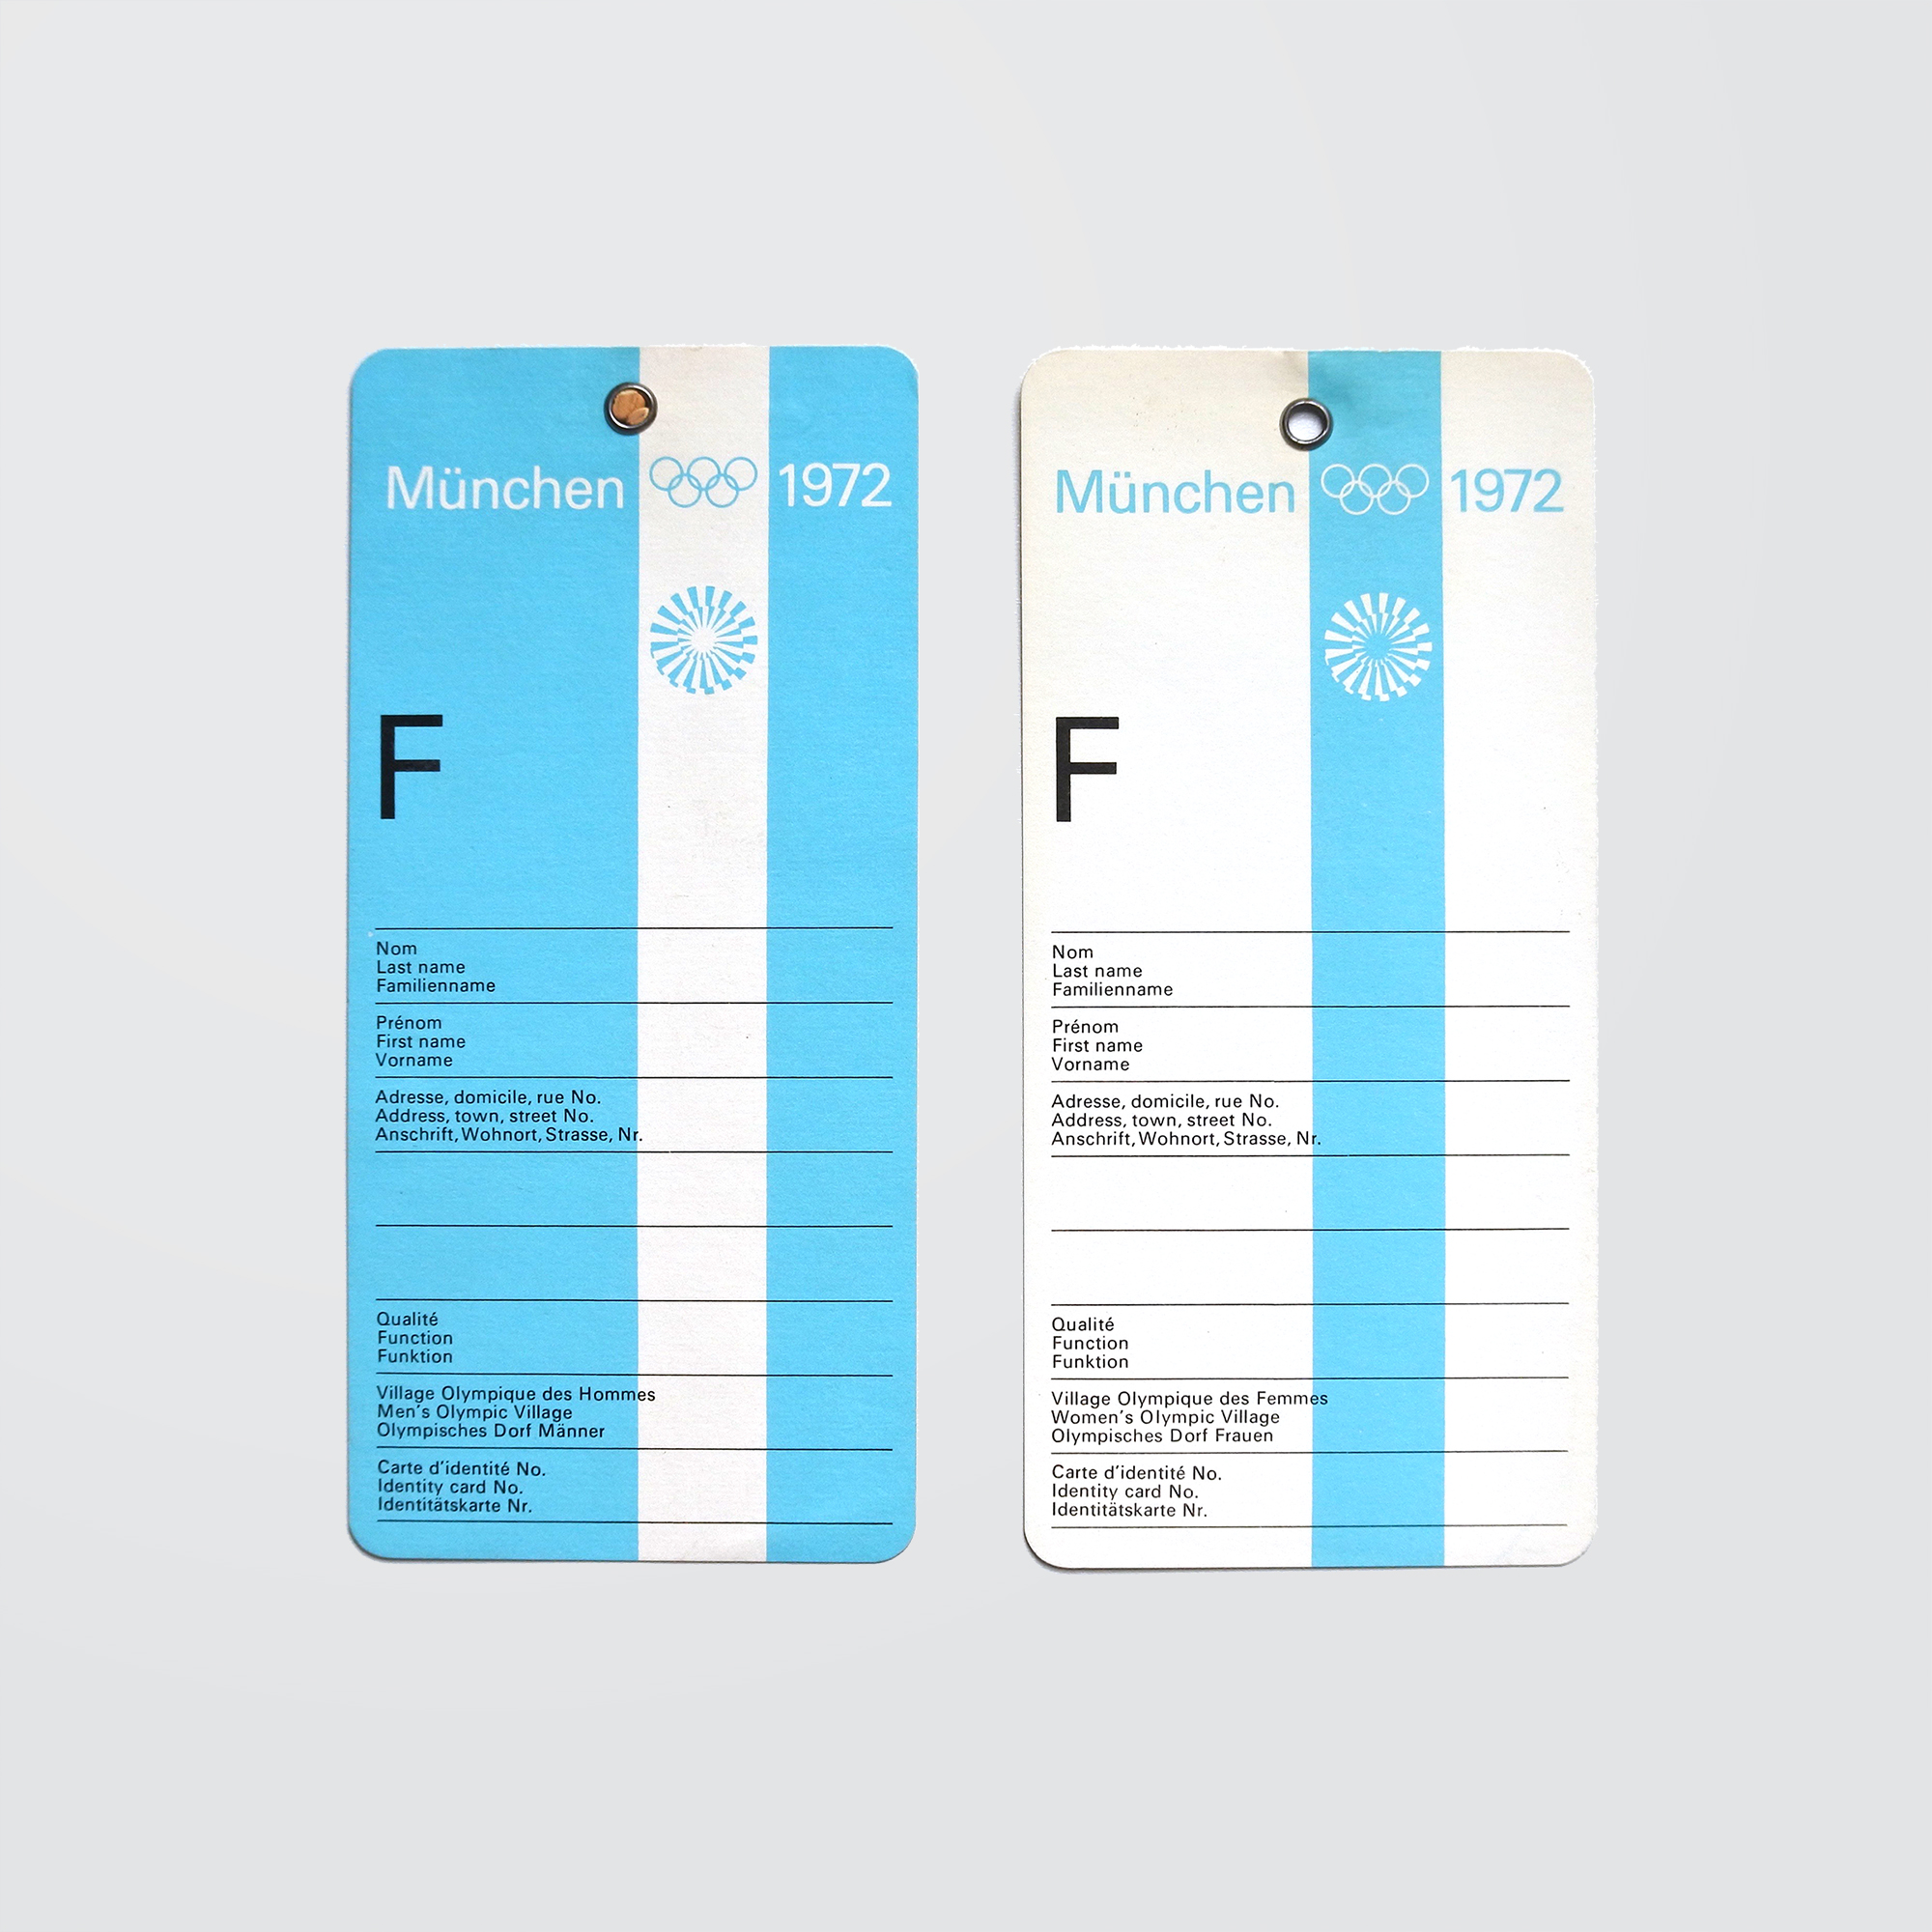 München 1972
F
Nom
Last name
Familienname
Prénom
First name
Vorname
Adresse, domicile, rue No.
Address, town, street No.
Anschrift, Wohnort, Strasse, Nr.
Qualité
Function
Funktion
Village Olympique des Hommes
Men's Olympic Village
Olympisches Dorf Männer
Carte d'identité No.
Identity card No.
Identitätskarte Nr.
München 1972
F
Nom
Last name
Familienname
Prénom
First name
Vorname
Adresse, domicile, rue No.
Address, town, street No.
Anschrift, Wohnort, Strasse, Nr.
Qualité
Function
Funktion
Village Olympique des Femmes
Women's Olympic Village
Olympisches Dorf Frauen
Carte d'identité No.
Identity card No.
Identitätskarte Nr.